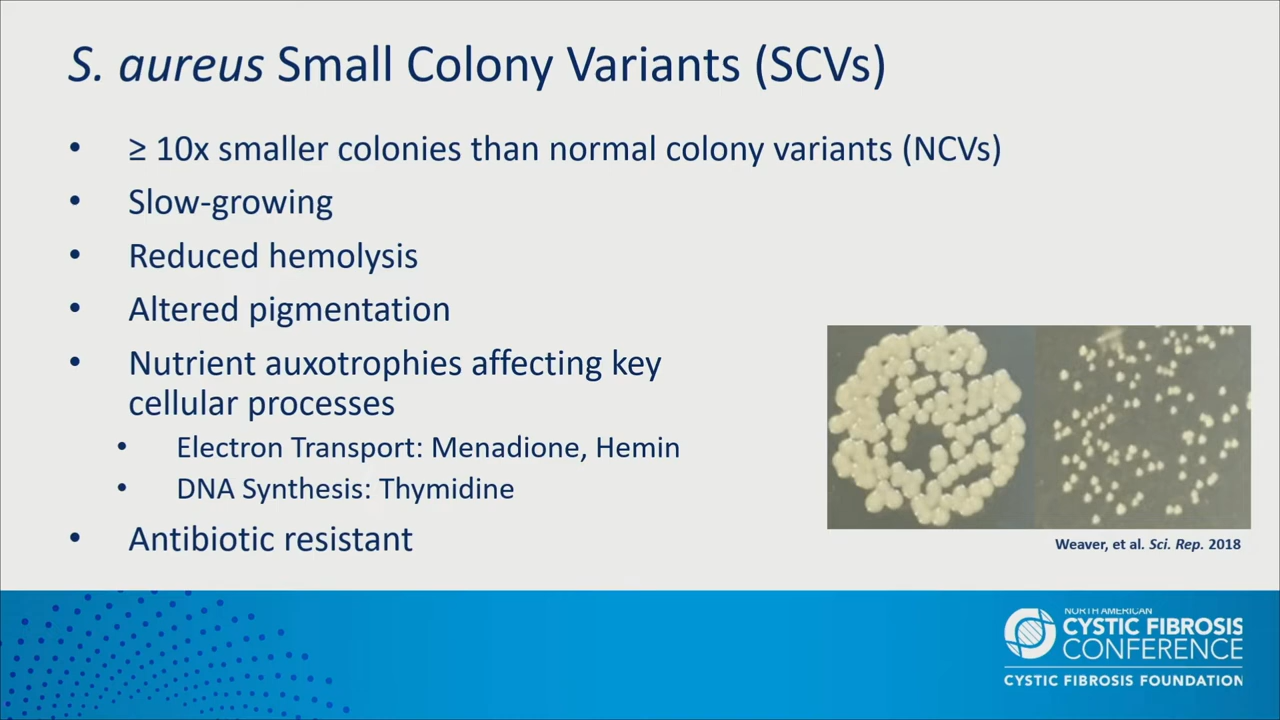 S. aureus Small Colony Variants (SCVs)
• ≥ 10x smaller colonies than normal colony variants (NCVs)
• Slow-growing
• Reduced hemolysis
• Altered pigmentation
• Nutrient auxotrophies affecting key
cellular processes
• Electron Transport: Menadione, Hemin
• DNA Synthesis: Thymidine
• Antibiotic resistant
Weaver, et al. Sci. Rep. 2018
NORTH AMERICAN
CYSTIC FIBROSIS
CONFERENCE
CYSTIC FIBROSIS FOUNDATION